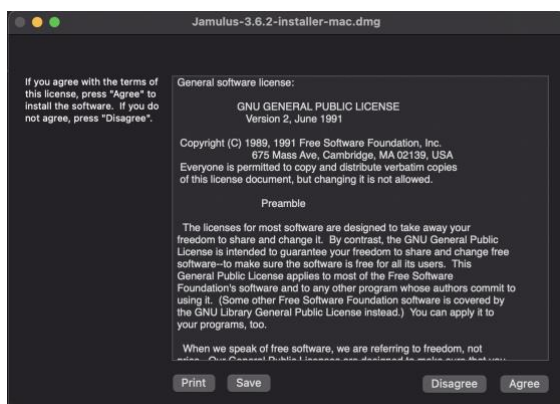 Jamulus-3.6.2-installer-mac.dmg
If you agree with the terms of
this license, press "Agree" to
install the software. If you do
not agree, press "Disagree".
General software license:
GNU GENERAL PUBLIC LICENSE
Version 2, June 1991
Copyright (C) 1989, 1991 Free Software Foundation, Inc.
675 Mass Ave, Cambridge, MA 02139, USA
Everyone is permitted to copy and distribute verbatim copies
of this license document, but changing it is not allowed.
Preamble
The licenses for most software are designed to take away your
freedom to share and change it. By contrast, the GNU General Public
License is intended to guarantee your freedom to share and change free
software--to make sure the software is free for all its users. This
General Public License applies to most of the Free Software
Foundation's software and to any other program whose authors commit to
using it. (Some other Free Software Foundation software is covered by
the GNU Library General Public License instead.) You can apply it to
your programs, too.
When we speak of free software, we are referring to freedom, not
Print Save Disagree Agree